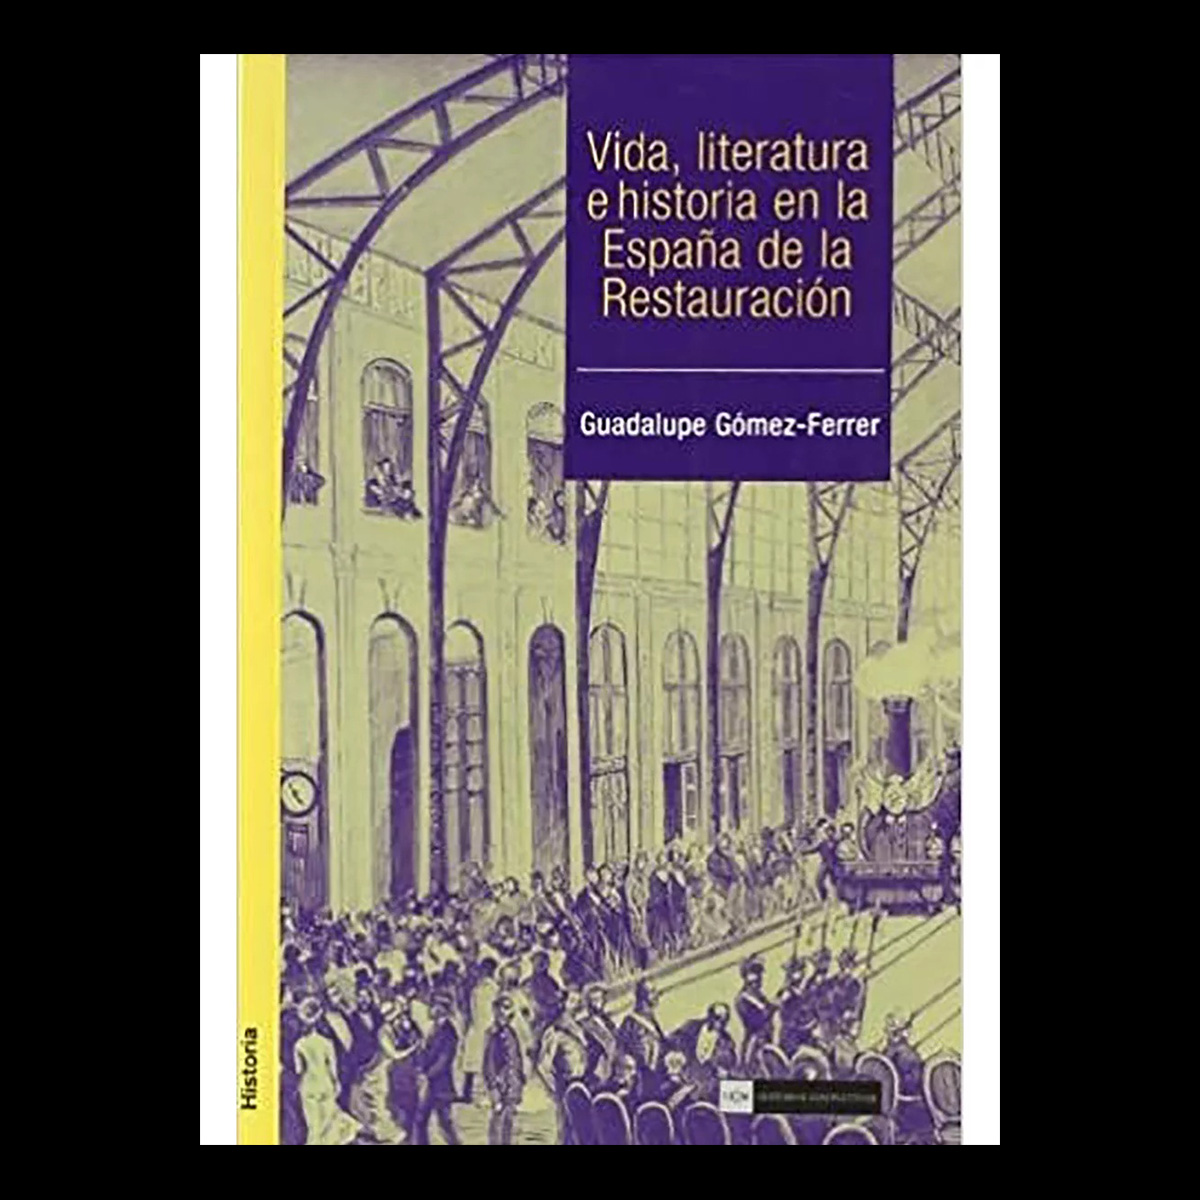 Vida, literatura
e historia en la
España de la
Restauración
Guadalupe Gómez-Ferrer
Historia